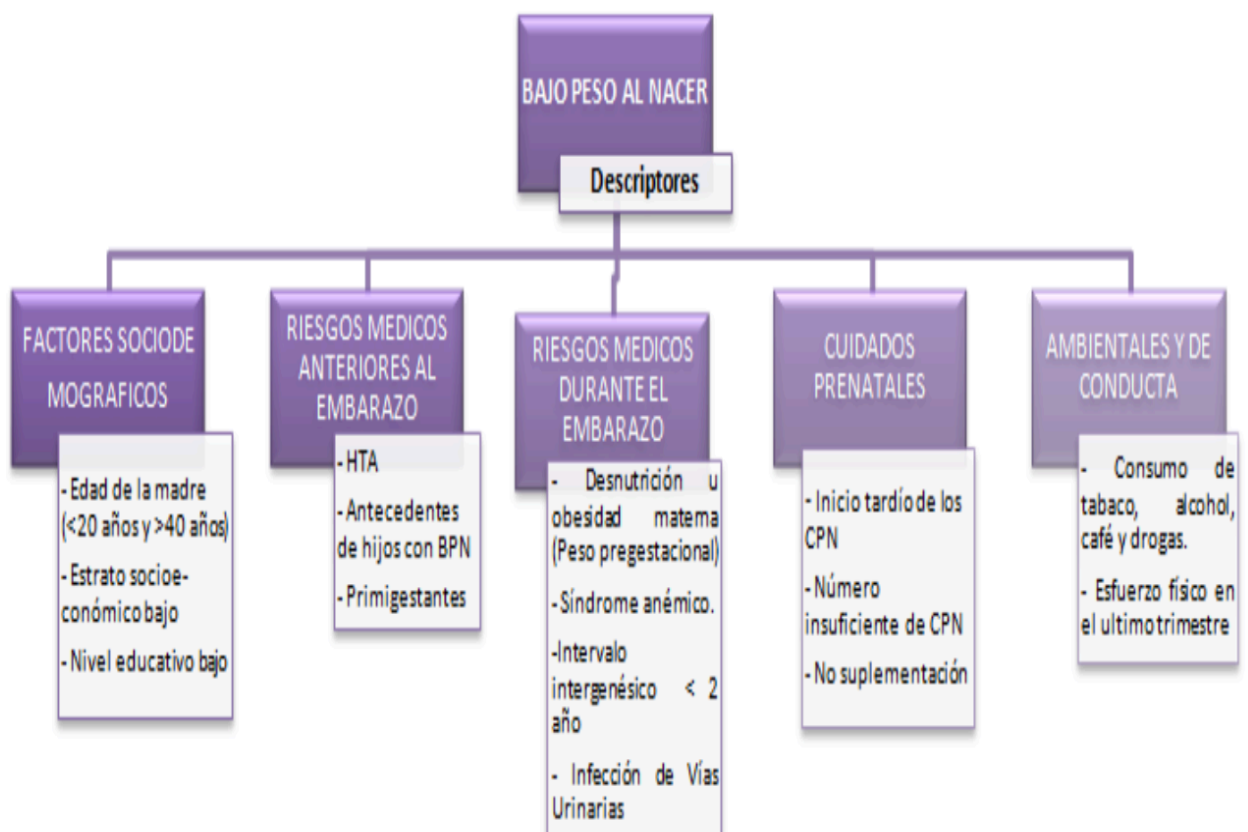 BAJO PESO AL NACER
Descriptores
FACTORES SOCIODE
MOGRAFICOS
- Edad de la madre
(<20 años y >40 años)
- Estrato socioe-
conómico bajo
- Nivel educativo bajo
RIESGOS MEDICOS
ANTERIORES AL
EMBARAZO
- HTA
- Antecedentes
de hijos con BPN
- Primigestantes
RIESGOS MEDICOS
DURANTE EL
EMBARAZO
- Desnutrición u
obesidad materna
(Peso pregestacional)
- Síndrome anémico.
-Intervalo
intergenésico < 2
año
- Infección de Vías
Urinarias
CUIDADOS
PRENATALES
- Inicio tardío de los
CPN
- Número
insuficiente de CPN
- No suplementación
AMBIENTALES Y DE
CONDUCTA
- Consumo de
tabaco, alcohol,
café y drogas.
- Esfuerzo físico en
el ultimo trimestre